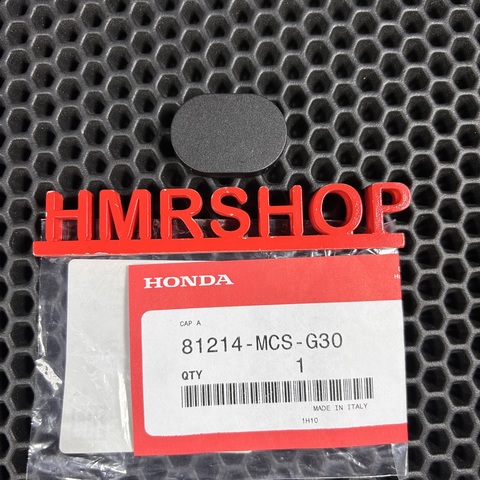 HMRSHOP
HONDA
CAP A
81214-MCS-G30
QTY 1
MADE IN ITALY
1H10